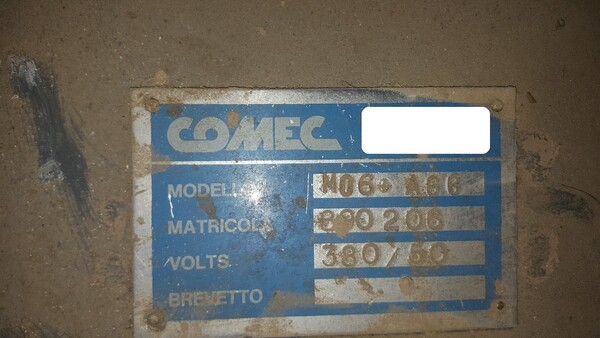 COMEC
MODELLO M06+ A66
MATRICOLA 890206
VOLTS. 380/50
BREVETTO